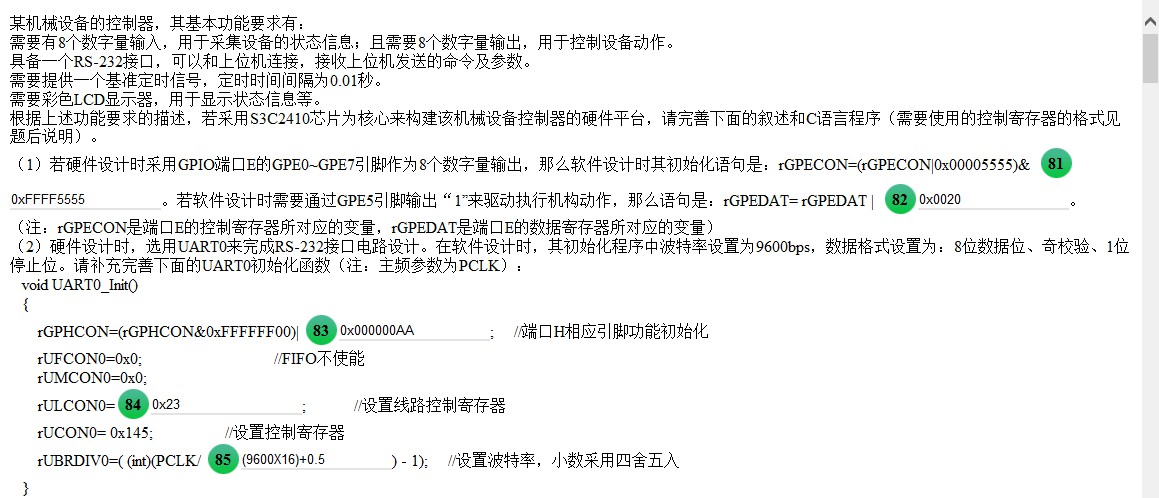 某机械设备的控制器，其基本功能要求有：
需要有8个数字量输入，用于采集设备的状态信息；且需要8个数字量输出，用于控制设备动作。
具备一个RS-232接口，可以和上位机连接，接收上位机发送的命令及参数。
需要提供一个基准定时信号，定时时间间隔为0.01秒。
需要彩色LCD显示器，用于显示状态信息等。
根据上述功能要求的描述，若采用S3C2410芯片为核心来构建该机械设备控制器的硬件平台，请完善下面的叙述和C语言程序（需要使用的控制寄存器的格式见
题后说明）。
（1）若硬件设计时采用GPIO端口E的GPE0~GPE7引脚作为8个数字量输出，那么软件设计时其初始化语句是：rGPECON=(rGPECON|0x00005555)& 81
0xFFFF5555 。若软件设计时需要通过GPE5引脚输出“1”来驱动执行机构动作，那么语句是：rGPEDAT= rGPEDAT | 82 0x0020 。
（注：rGPECON是端口E的控制寄存器所对应的变量，rGPEDAT是端口E的数据寄存器所对应的变量）
（2）硬件设计时，选用UART0来完成RS-232接口电路设计。在软件设计时，其初始化程序中波特率设置为9600bps，数据格式设置为：8位数据位、奇校验、1位
停止位。请补充完善下面的UART0初始化函数（注：主频参数为PCLK）：
void UART0_Init()
{
rGPHCON=(rGPHCON&0xFFFFFF00)| 83 0x000000AA ; //端口H相应引脚功能初始化
rUFCON0=0x0; //FIFO不使能
rUMCON0=0x0;
rULCON0= 84 0x23 ; //设置线路控制寄存器
rUCON0= 0x145; //设置控制寄存器
rUBRDIV0=( (int)(PCLK/ 85 (9600X16)+0.5 ) - 1); //设置波特率，小数采用四舍五入
}